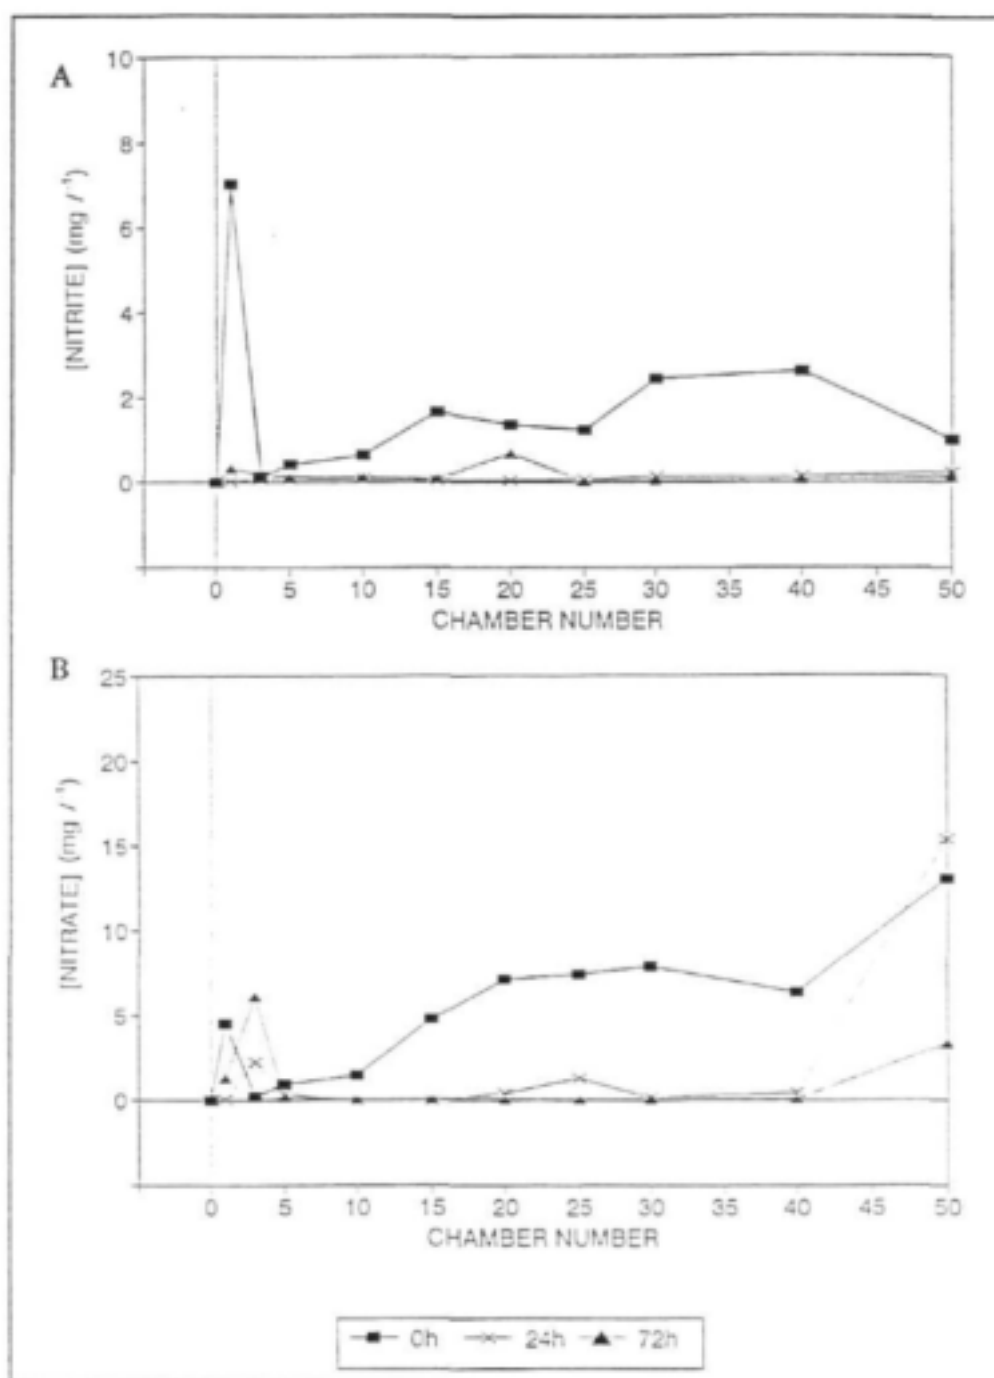 A
10
8
6
4
2
0
[NITRITE] (mg /⁻¹)
0 5 10 15 20 25 30 35 40 45 50
CHAMBER NUMBER
B
25
20
15
10
5
0
[NITRATE] (mg /⁻¹)
0 5 10 15 20 25 30 35 40 45 50
CHAMBER NUMBER
0h 24h 72h